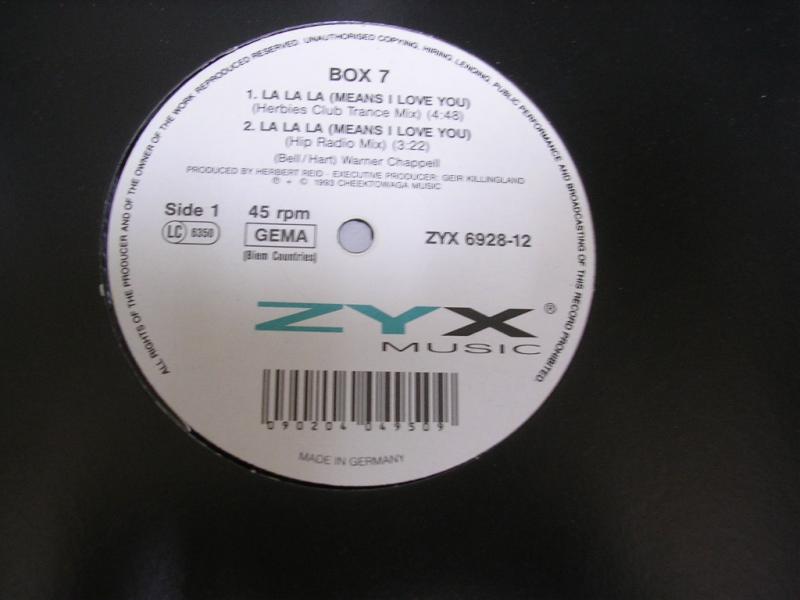 ALL RIGHTS OF THE PRODUCER AND OF THE OWNER OF THE WORK REPRODUCED RESERVED. UNAUTHORISED COPYING, HIRING, LENDING, PUBLIC PERFORMANCE AND BROADCASTING OF THIS RECORD PROHIBITED.
BOX 7
1. LA LA LA (MEANS I LOVE YOU)
(Herbies Club Trance Mix) (4:48)
2. LA LA LA (MEANS I LOVE YOU)
(Hip Radio Mix) (3:22)
(Bell/Hart) Warner Chappell
PRODUCED BY HERBERT REID - EXECUTIVE PRODUCER: GEIR KILLINGLAND
℗ + © 1993 CHEEKTOWAGA MUSIC
Side 1 45 rpm
LC 6350 GEMA ZYX 6928-12
(Biem Countries)
ZYX ®
MUSIC
090204 049509
MADE IN GERMANY